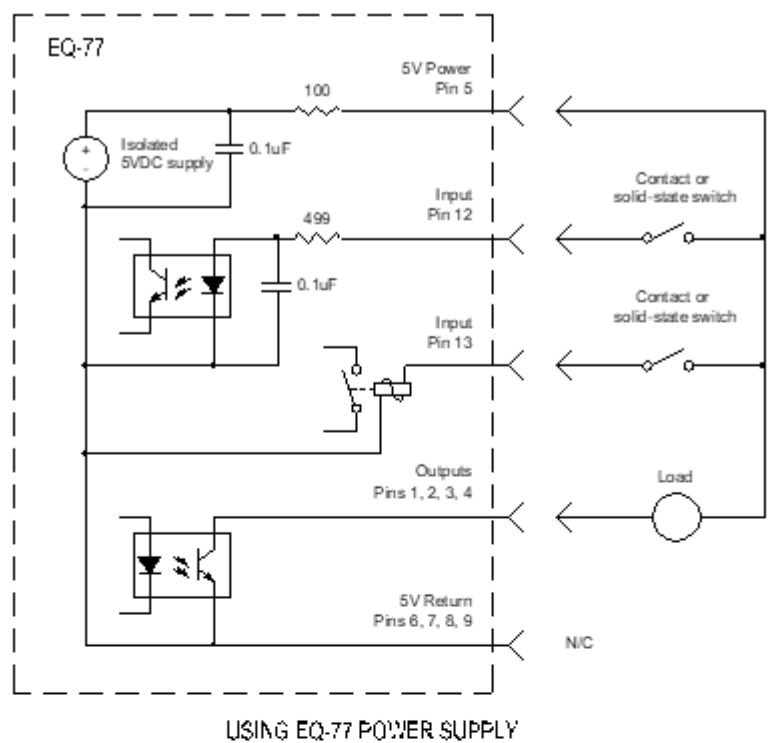 EQ-77
5V Power
Pin 5
100
+
-
Isolated
5VDC supply
0.1uF
Input
Pin 12
499
Contact or
solid-state switch
0.1uF
Input
Pin 13
Contact or
solid-state switch
Outputs
Pins 1, 2, 3, 4
Load
5V Return
Pins 6, 7, 8, 9
N/C
USING EQ-77 POWER SUPPLY